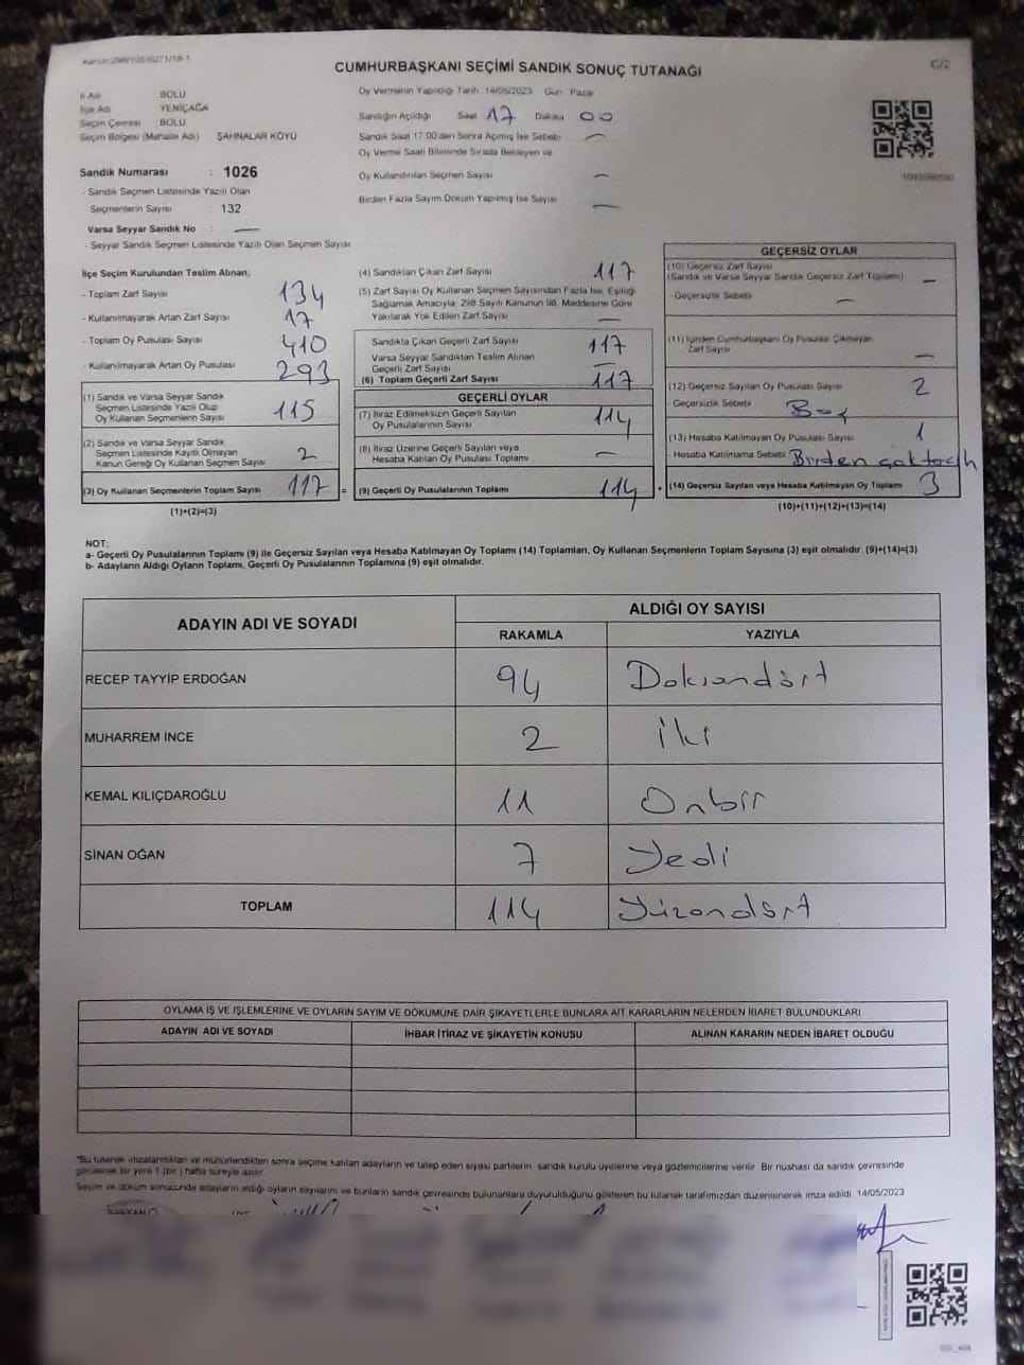 CUMHURBAŞKANI SEÇİMİ SANDIK SONUÇ TUTANAĞI
C/2
İl Adı : BOLU
İlçe Adı : YENİÇAĞA
Seçim Çevresi : BOLU
Seçim Bölgesi (Mahalle Adı) : ŞAHNALAR KÖYÜ
Sandık Numarası : 1026
- Sandık Seçmen Listesinde Yazılı Olan
Seçmenlerin Sayısı : 132
Varsa Seyyar Sandık No : —
- Seyyar Sandık Seçmen Listesinde Yazılı Olan Seçmen Sayısı
Oy Vermenin Yapıldığı Tarih 14/05/2023 Gün Pazar
Sandığın Açıldığı Saat 17 Dakika 00
Sandık Saat 17.00'den Sonra Açılmış İse Sebebi —
Oy Verme Saati Bitiminde Sırada Bekleyen ve
Oy Kullandırılan Seçmen Sayısı —
Birden Fazla Sayım Döküm Yapılmış İse Sayısı —
İlçe Seçim Kurulundan Teslim Alınan;
- Toplam Zarf Sayısı 134
- Kullanılmayarak Artan Zarf Sayısı 17
- Toplam Oy Pusulası Sayısı 410
- Kullanılmayarak Artan Oy Pusulası 293
(1) Sandık ve Varsa Seyyar Sandık
Seçmen Listesinde Yazılı Olup
Oy Kullanan Seçmenlerin Sayısı 115
(2) Sandık ve Varsa Seyyar Sandık
Seçmen Listesinde Kayıtlı Olmayan
Kanun Gereği Oy Kullanan Seçmen Sayısı 2
(3) Oy Kullanan Seçmenlerin Toplam Sayısı 117
(1)+(2)=(3)
(4) Sandıktan Çıkan Zarf Sayısı 117
(5) Zarf Sayısı Oy Kullanan Seçmen Sayısından Fazla İse, Eşitliği
Sağlamak Amacıyla; 298 Sayılı Kanunun 98. Maddesine Göre
Yakılarak Yok Edilen Zarf Sayısı —
Sandıkta Çıkan Geçerli Zarf Sayısı 117
Varsa Seyyar Sandıktan Teslim Alınan
Geçerli Zarf Sayısı —
(6) Toplam Geçerli Zarf Sayısı 117
GEÇERLİ OYLAR
(7) İtiraz Edilmeksizin Geçerli Sayılan
Oy Pusulalarının Sayısı 114
(8) İtiraz Üzerine Geçerli Sayılan veya
Hesaba Katılan Oy Pusulası Toplamı —
= (9) Geçerli Oy Pusulalarının Toplamı 114
GEÇERSİZ OYLAR
(10) Geçersiz Zarf Sayısı
(Sandık ve Varsa Seyyar Sandık Geçersiz Zarf Toplamı) —
- Geçersizlik Sebebi —
(11) İçinden Cumhurbaşkanı Oy Pusulası Çıkmayan
Zarf Sayısı —
(12) Geçersiz Sayılan Oy Pusulası Sayısı 2
- Geçersizlik Sebebi Boş
(13) Hesaba Katılmayan Oy Pusulası Sayısı 1
Hesaba Katılmama Sebebi Birden çok
+ (14) Geçersiz Sayılan veya Hesaba Katılmayan Oy Toplamı 3
(10)+(11)+(12)+(13)=(14)
NOT:
a- Geçerli Oy Pusulalarının Toplamı (9) ile Geçersiz Sayılan veya Hesaba Katılmayan Oy Toplamı (14) Toplamları, Oy Kullanan Seçmenlerin Toplam Sayısına (3) eşit olmalıdır. (9)+(14)=(3)
b- Adayların Aldığı Oyların Toplamı, Geçerli Oy Pusulalarının Toplamına (9) eşit olmalıdır.
ADAYIN ADI VE SOYADI
ALDIĞI OY SAYISI
RAKAMLA YAZIYLA
RECEP TAYYİP ERDOĞAN 94 Doksandört
MUHARREM İNCE 2 iki
KEMAL KILIÇDAROĞLU 11 Onbir
SİNAN OĞAN 7 Yedi
TOPLAM 114 Yüzondört
OYLAMA İŞ VE İŞLEMLERİNE VE OYLARIN SAYIM VE DÖKÜMÜNE DAİR ŞİKAYETLERLE BUNLARA AİT KARARLARIN NELERDEN İBARET BULUNDUKLARI
ADAYIN ADI VE SOYADI İHBAR İTİRAZ VE ŞİKAYETİN KONUSU ALINAN KARARIN NEDEN İBARET OLDUĞU
*Bu tutanak imzalandıktan ve mühürlendikten sonra seçime katılan adayların ve talep eden siyasi partilerin sandık kurulu üyelerine veya gözlemcilerine verilir. Bir nüshası da sandık çevresinde
görülecek bir yere 1 (bir) hafta süreyle asılır.
Seçim ve döküm sonucunda adayların aldığı oyların sayılarını ve bunların sandık çevresinde bulunanlara duyurulduğunu gösteren bu tutanak tarafımızdan düzenlenerek imza edildi. 14/05/2023
BAŞKAN